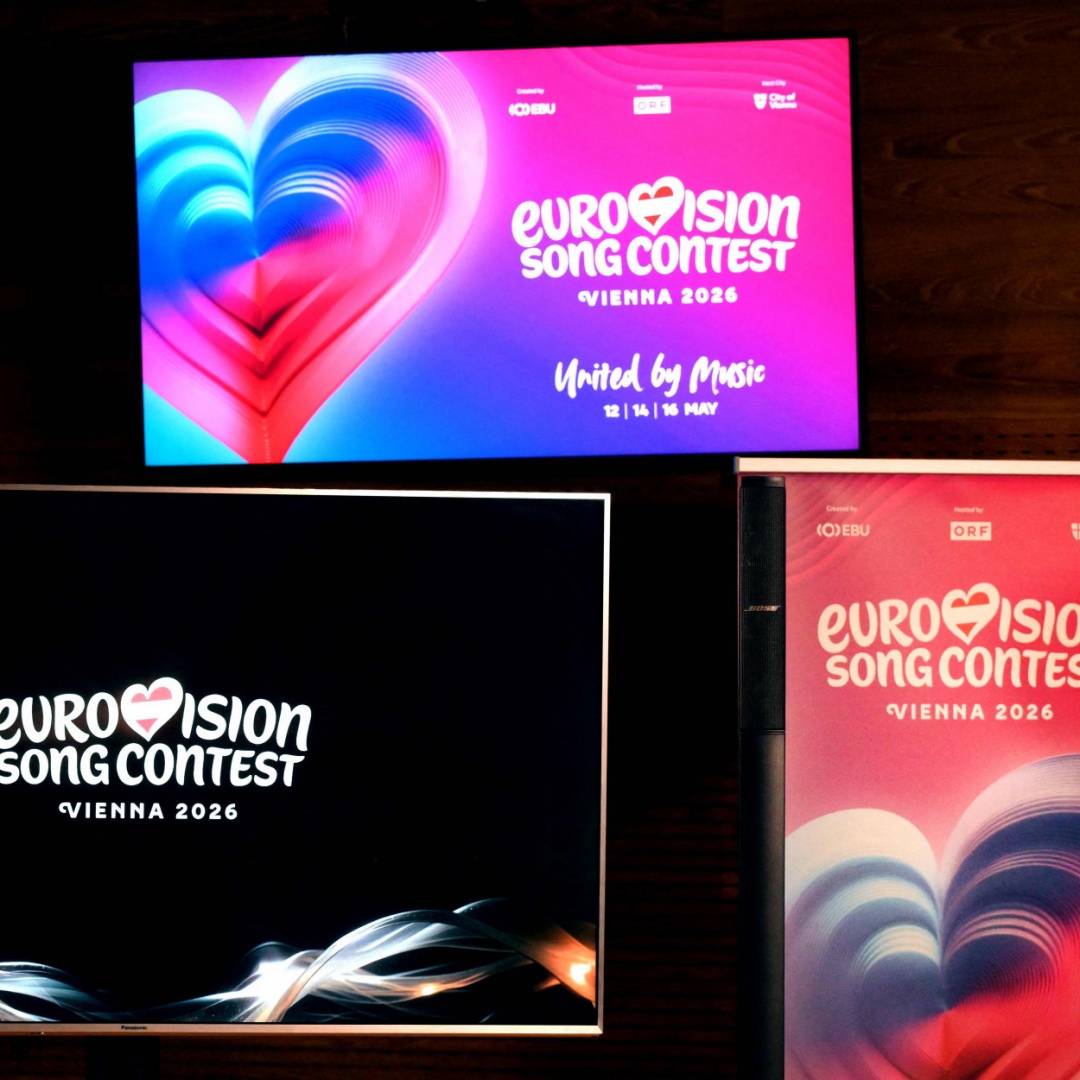 Created by
EBU
Hosted by
ORF
Host City
City of
Vienna
EUROVISION
SONG CONTEST
VIENNA 2026
United by Music
12 | 14 | 16 MAY
EUROVISION
SONG CONTEST
VIENNA 2026
Panasonic
BOSE
Created by
EBU
Hosted by
ORF
EUROVISIO
SONG CONTES
VIENNA 2026